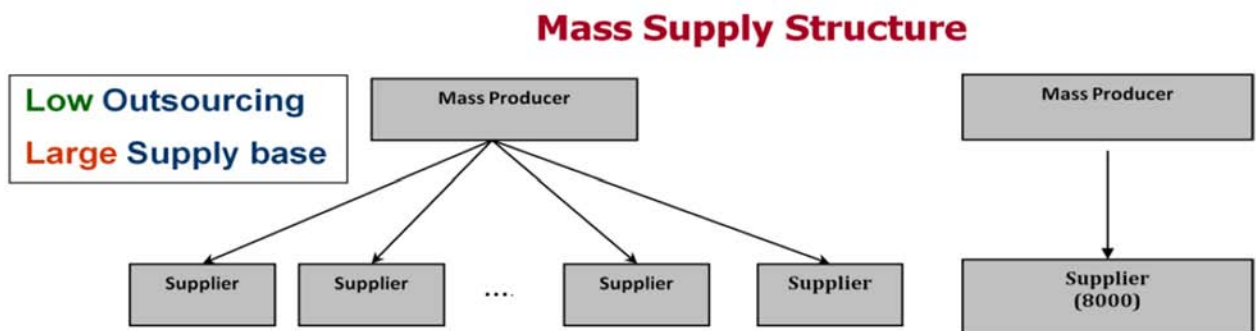 Mass Supply Structure
Low Outsourcing
Large Supply base
Mass Producer
Mass Producer
Supplier
Supplier
....
Supplier
Supplier
Supplier
(8000)